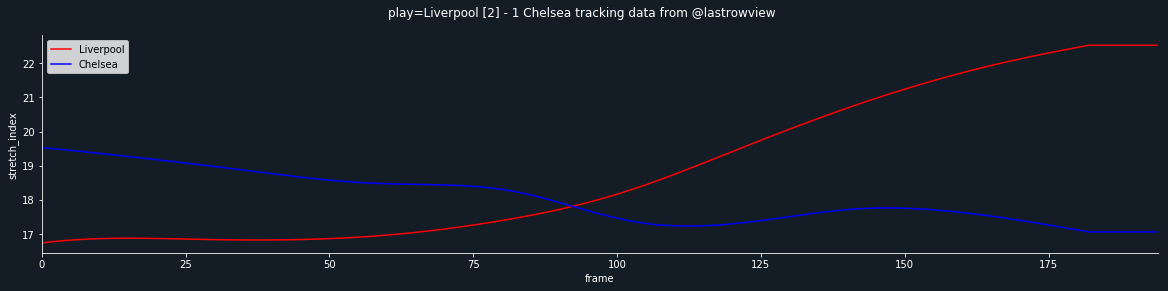 play=Liverpool [2] - 1 Chelsea tracking data from @lastrowview
Liverpool
Chelsea
stretch_index
22
21
20
19
18
17
0 25 50 75 100 125 150 175
frame